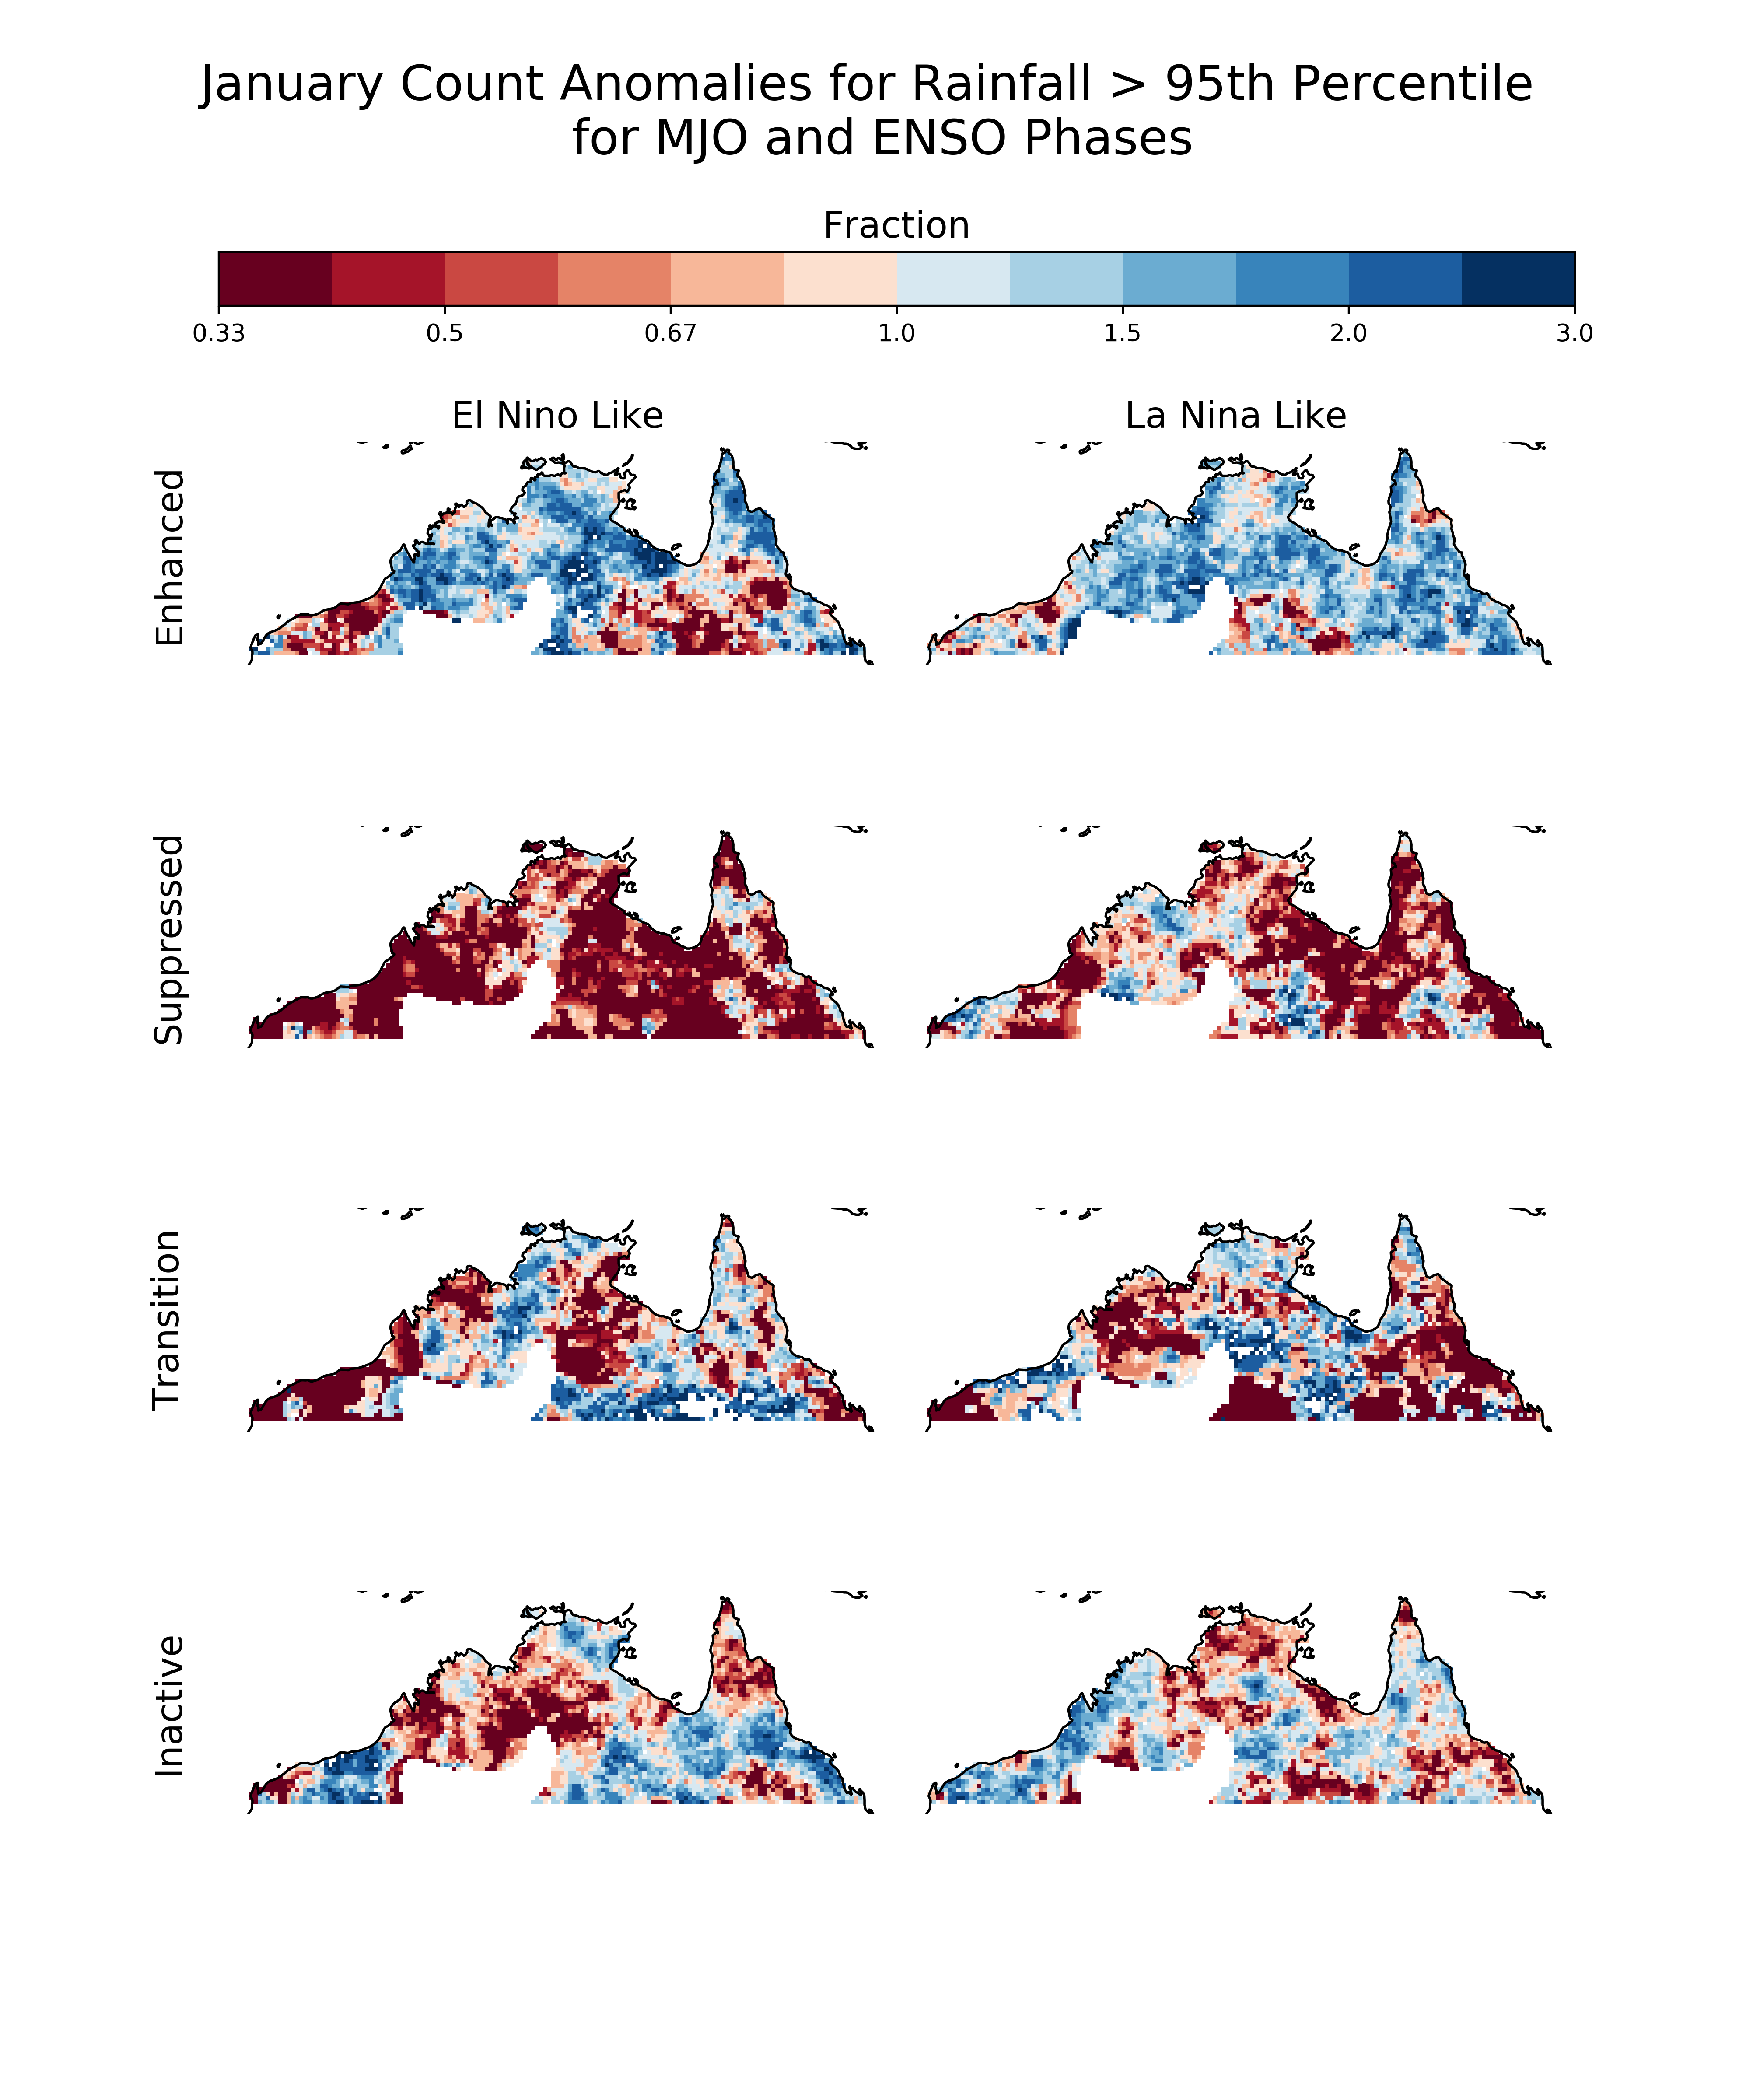 January Count Anomalies for Rainfall > 95th Percentile
for MJO and ENSO Phases
Fraction
0.33 0.5 0.67 1.0 1.5 2.0 3.0
El Nino Like La Nina Like
Enhanced
Suppressed
Transition
Inactive